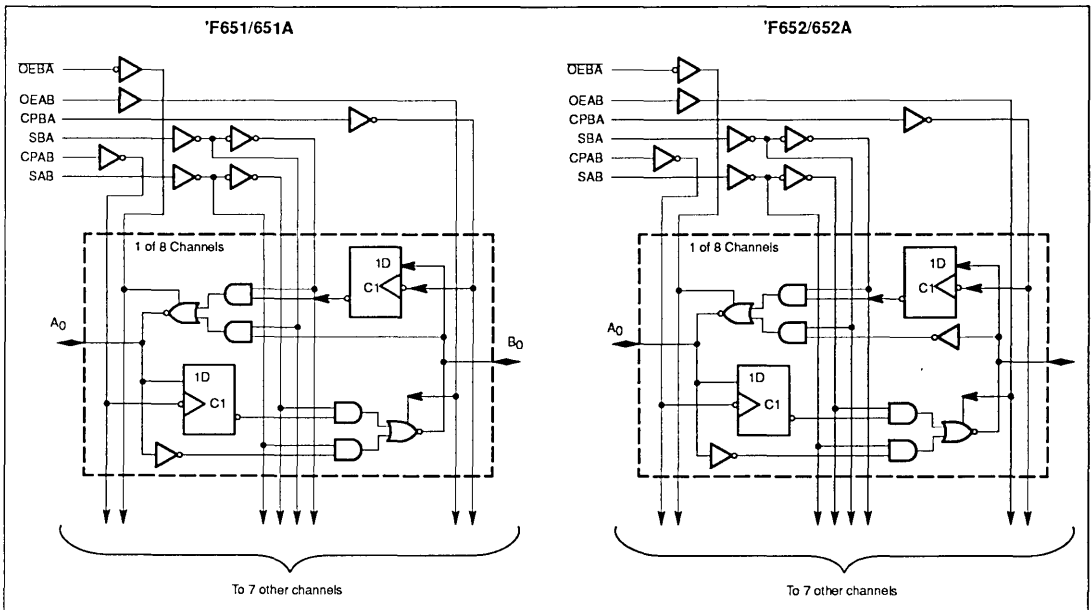 'F651/651A
OEBA
OEAB
CPBA
SBA
CPAB
SAB
1 of 8 Channels
1D
C1
A0
B0
1D
C1
To 7 other channels
'F652/652A
OEBA
OEAB
CPBA
SBA
CPAB
SAB
1 of 8 Channels
1D
C1
A0
1D
C1
To 7 other channels